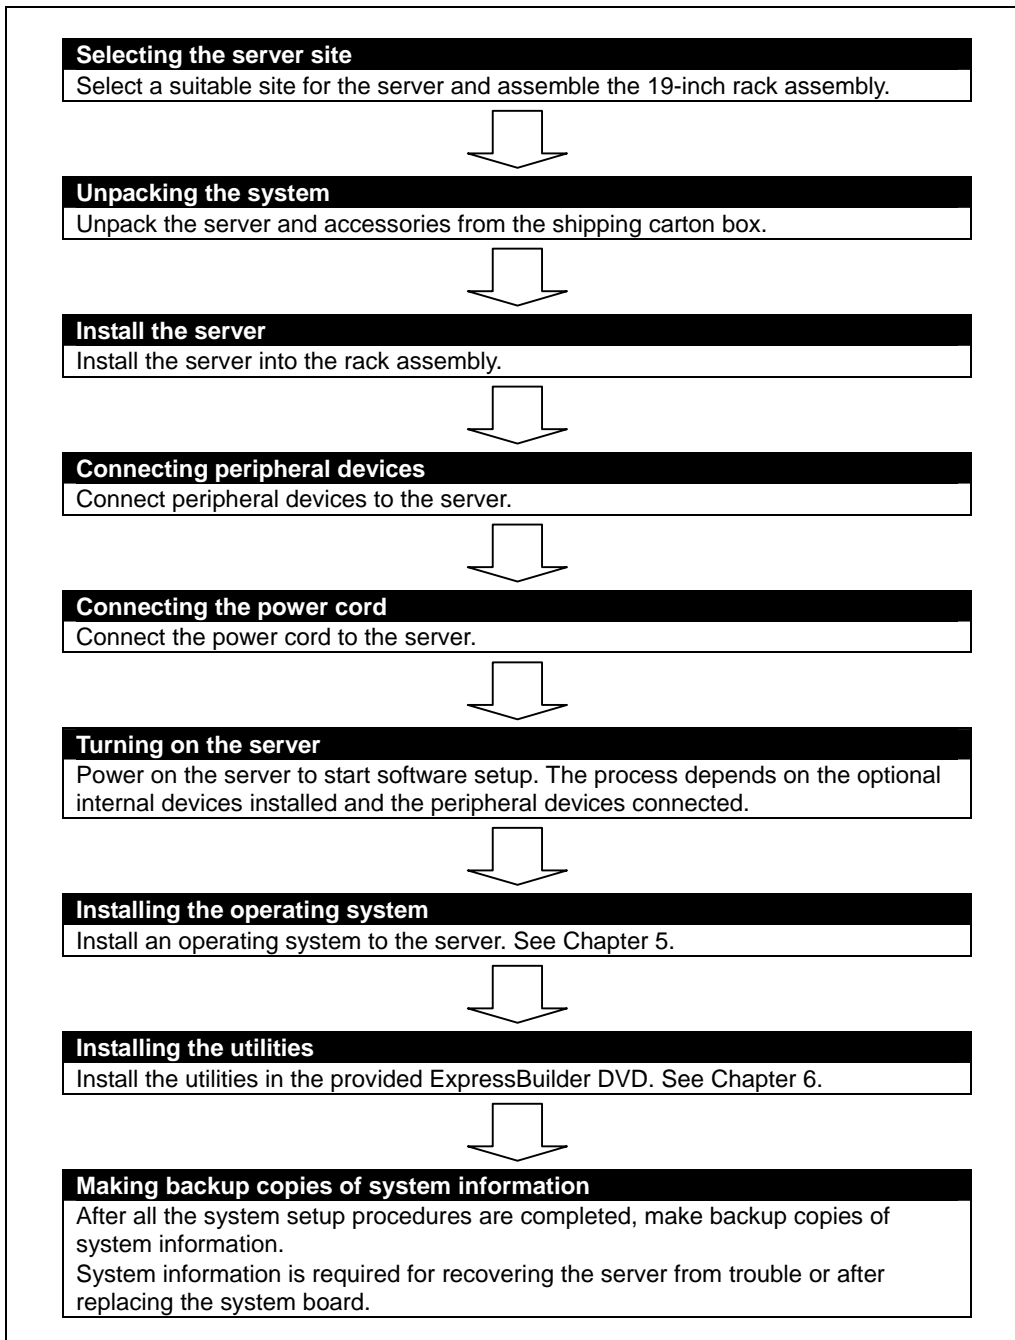 Selecting the server site
Select a suitable site for the server and assemble the 19-inch rack assembly.
Unpacking the system
Unpack the server and accessories from the shipping carton box.
Install the server
Install the server into the rack assembly.
Connecting peripheral devices
Connect peripheral devices to the server.
Connecting the power cord
Connect the power cord to the server.
Turning on the server
Power on the server to start software setup. The process depends on the optional
internal devices installed and the peripheral devices connected.
Installing the operating system
Install an operating system to the server. See Chapter 5.
Installing the utilities
Install the utilities in the provided ExpressBuilder DVD. See Chapter 6.
Making backup copies of system information
After all the system setup procedures are completed, make backup copies of
system information.
System information is required for recovering the server from trouble or after
replacing the system board.